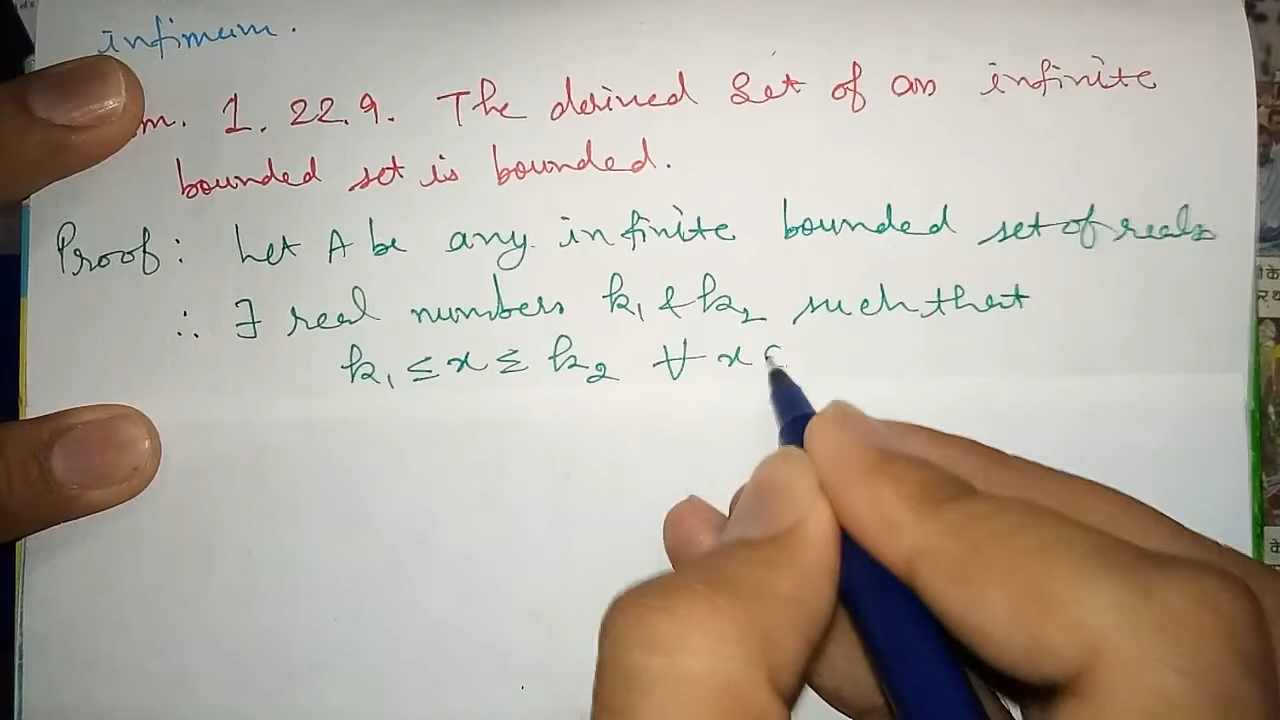 infimum.
m. 1.22.9. The derived set of an infinite
bounded set is bounded.
Proof: Let A be any infinite bounded set of reals
∴ ∃ real numbers k₁ & k₂ such that
k₁ ≤ x ≤ k₂ ∀ x